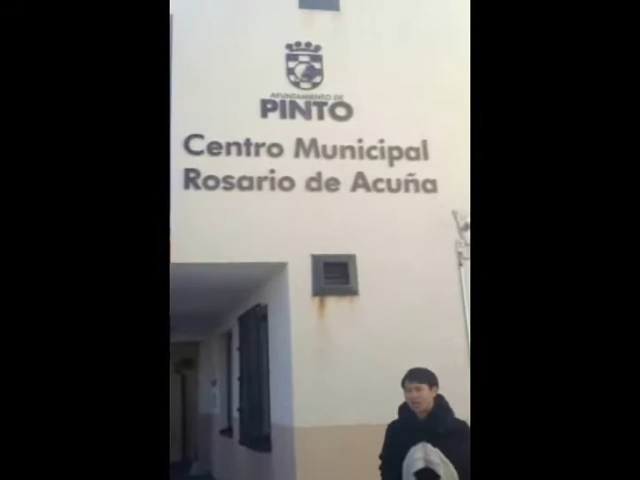 AYUNTAMIENTO DE
PINTO
Centro Municipal
Rosario de Acuña